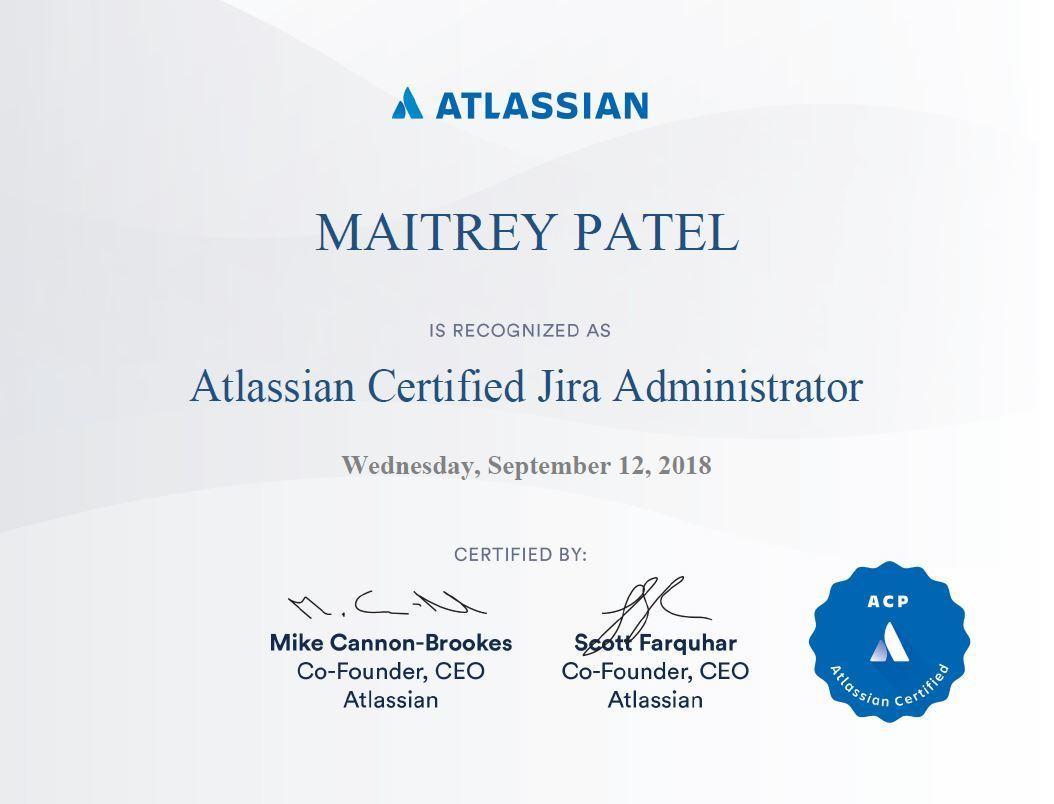 ATLASSIAN
MAITREY PATEL
IS RECOGNIZED AS
Atlassian Certified Jira Administrator
Wednesday, September 12, 2018
CERTIFIED BY:
Mike Cannon-Brookes
Co-Founder, CEO
Atlassian
Scott Farquhar
Co-Founder, CEO
Atlassian
ACP
Atlassian Certified